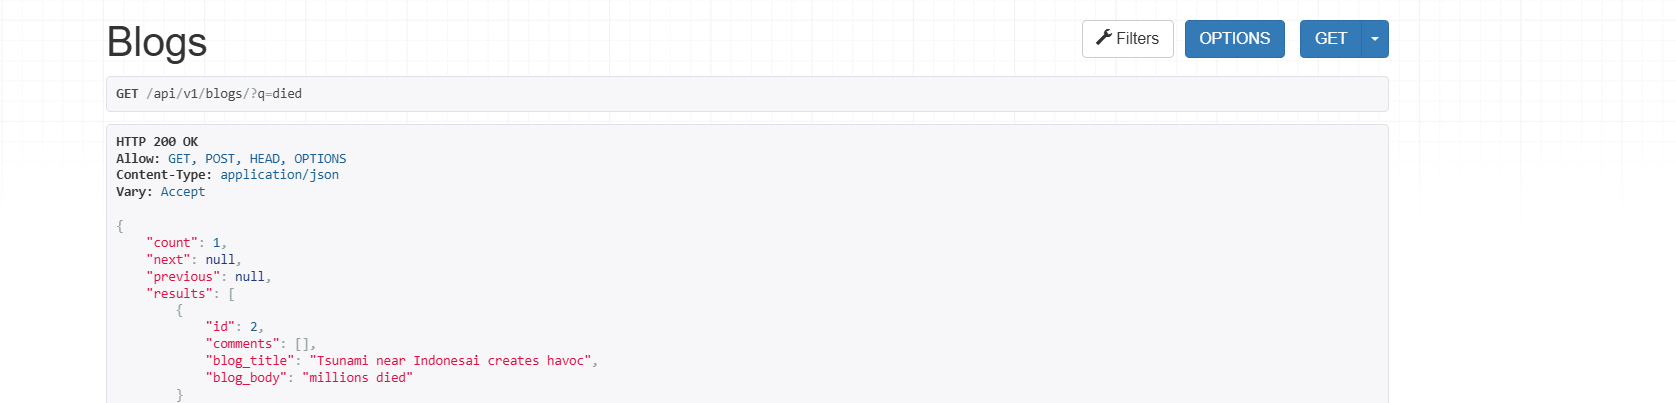 Blogs
Filters
OPTIONS
GET
GET /api/v1/blogs/?q=died
HTTP 200 OK
Allow: GET, POST, HEAD, OPTIONS
Content-Type: application/json
Vary: Accept
{
"count": 1,
"next": null,
"previous": null,
"results": [
{
"id": 2,
"comments": [],
"blog_title": "Tsunami near Indonesai creates havoc",
"blog_body": "millions died"
}